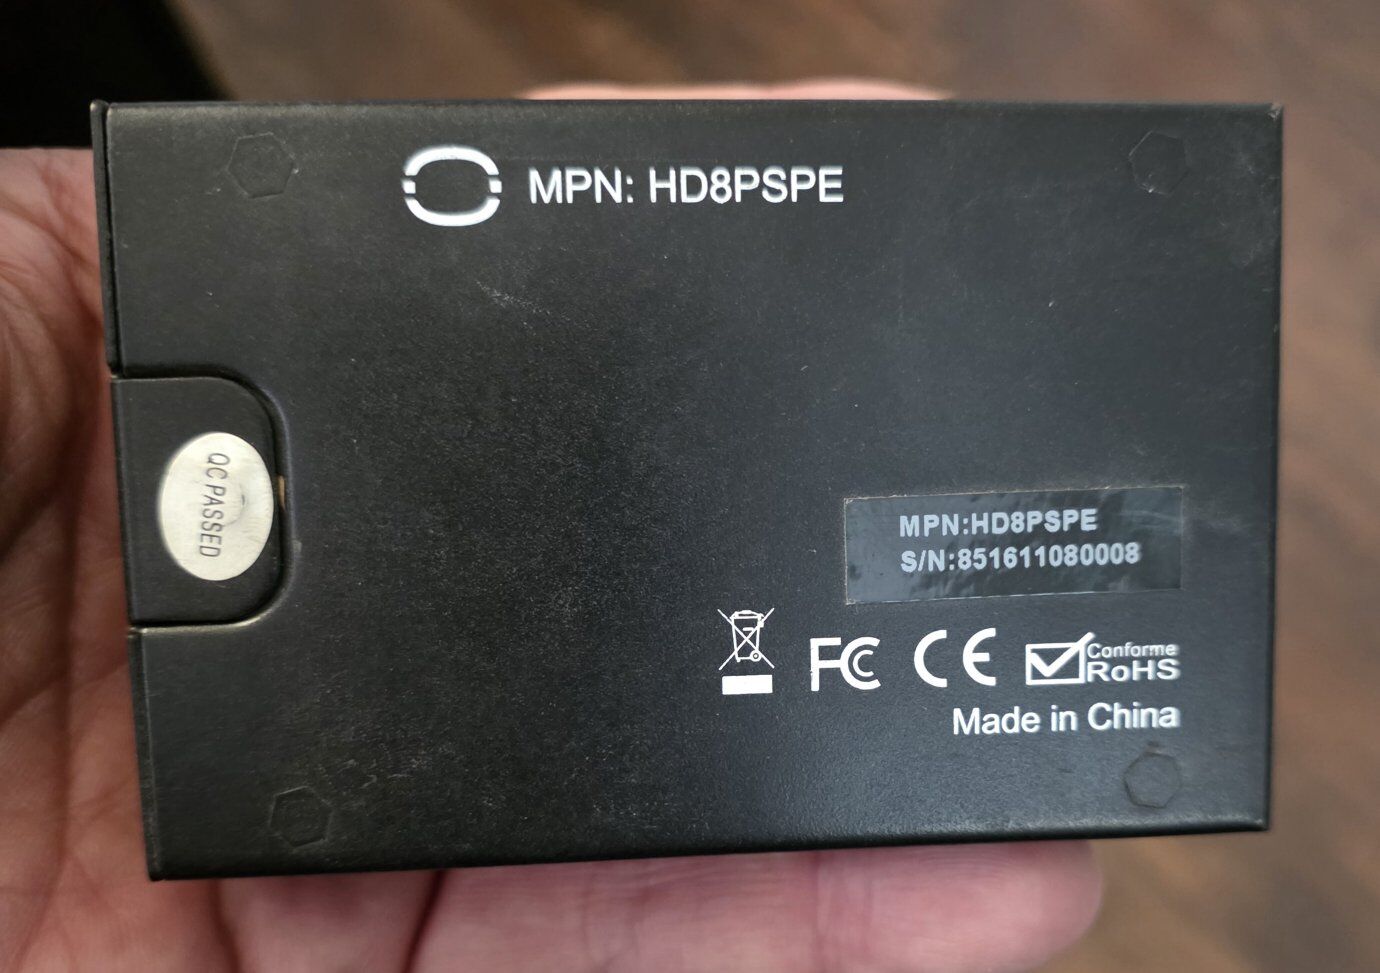 MPN: HD8PSPE
QC PASSED
MPN:HD8PSPE
S/N:851611080008
FC CE Conforme
RoHS
Made in China